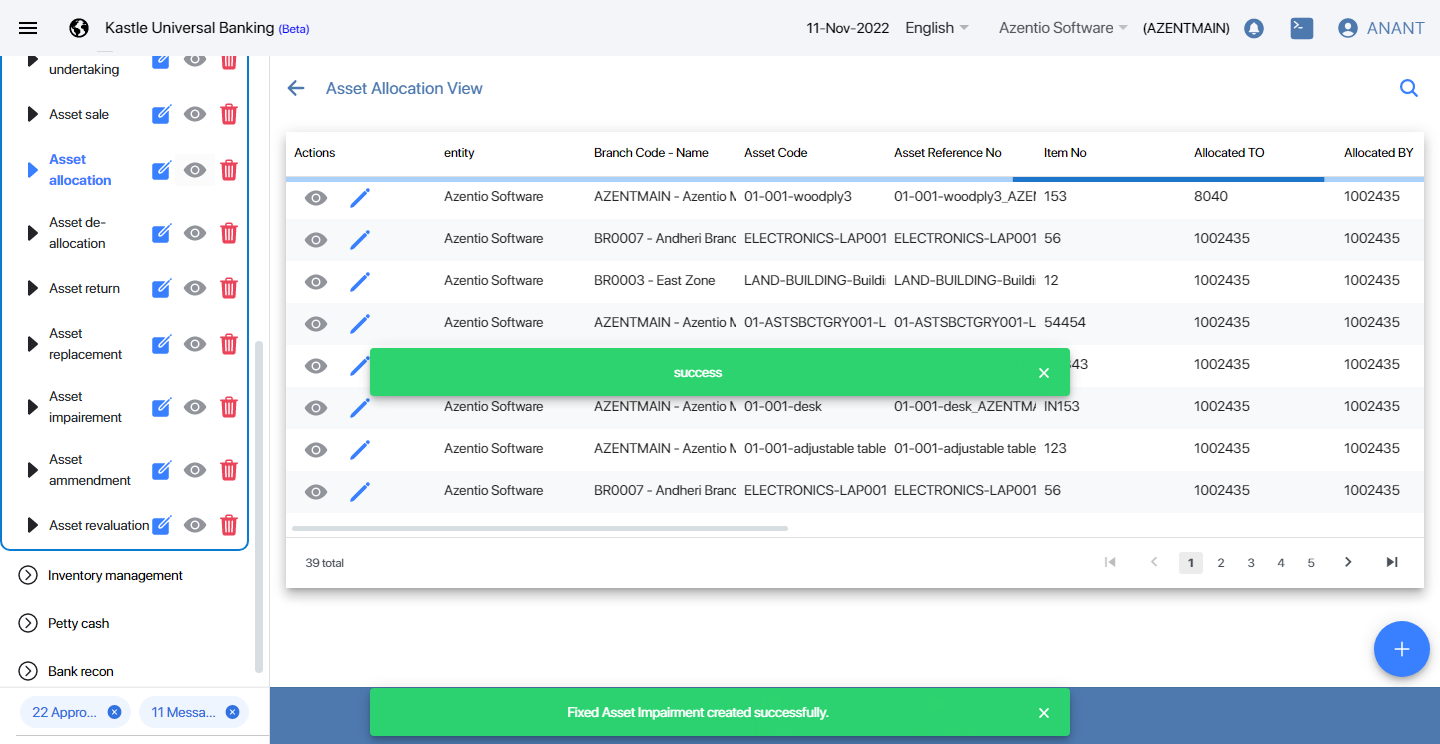 Kastle Universal Banking (Beta)
11-Nov-2022 English Azentio Software (AZENTMAIN) ANANT
undertaking
Asset sale
Asset
allocation
Asset de-
allocation
Asset return
Asset
replacement
Asset
impairement
Asset
ammendment
Asset revaluation
Inventory management
Petty cash
Bank recon
22 Appro...
11 Messa...
Asset Allocation View
Actions entity Branch Code - Name Asset Code Asset Reference No Item No Allocated TO Allocated BY
Azentio Software AZENTMAIN - Azentio M 01-001-woodply3 01-001-woodply3_AZEN 153 8040 1002435
Azentio Software BR0007 - Andheri Branc ELECTRONICS-LAP001 ELECTRONICS-LAP001 56 1002435 1002435
Azentio Software BR0003 - East Zone LAND-BUILDING-Buildi LAND-BUILDING-Buildi 12 1002435 1002435
Azentio Software AZENTMAIN - Azentio M 01-ASTSBCTGRY001-L 01-ASTSBCTGRY001-L 54454 1002435 1002435
43 1002435 1002435
success
Azentio Software AZENTMAIN - Azentio M 01-001-desk 01-001-desk_AZENTMA IN153 1002435 1002435
Azentio Software AZENTMAIN - Azentio M 01-001-adjustable table 01-001-adjustable table 123 1002435 1002435
Azentio Software BR0007 - Andheri Branc ELECTRONICS-LAP001 ELECTRONICS-LAP001 56 1002435 1002435
39 total
1 2 3 4 5
Fixed Asset Impairment created successfully.